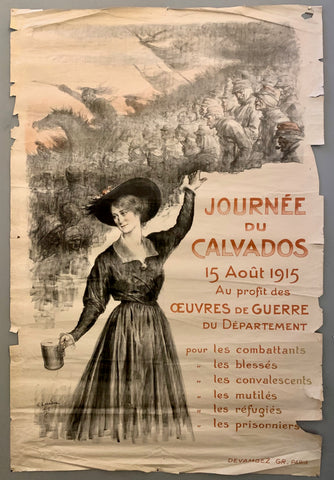 JOURNÉE
DU
CALVADOS
15 Août 1915
Au profit des
ŒUVRES DE GUERRE
DU DÉPARTEMENT
pour les combattants
" les blessés
" les convalescents
" les mutilés
" les réfugiés
" les prisonniers
DEVAMBEZ GR. PARIS